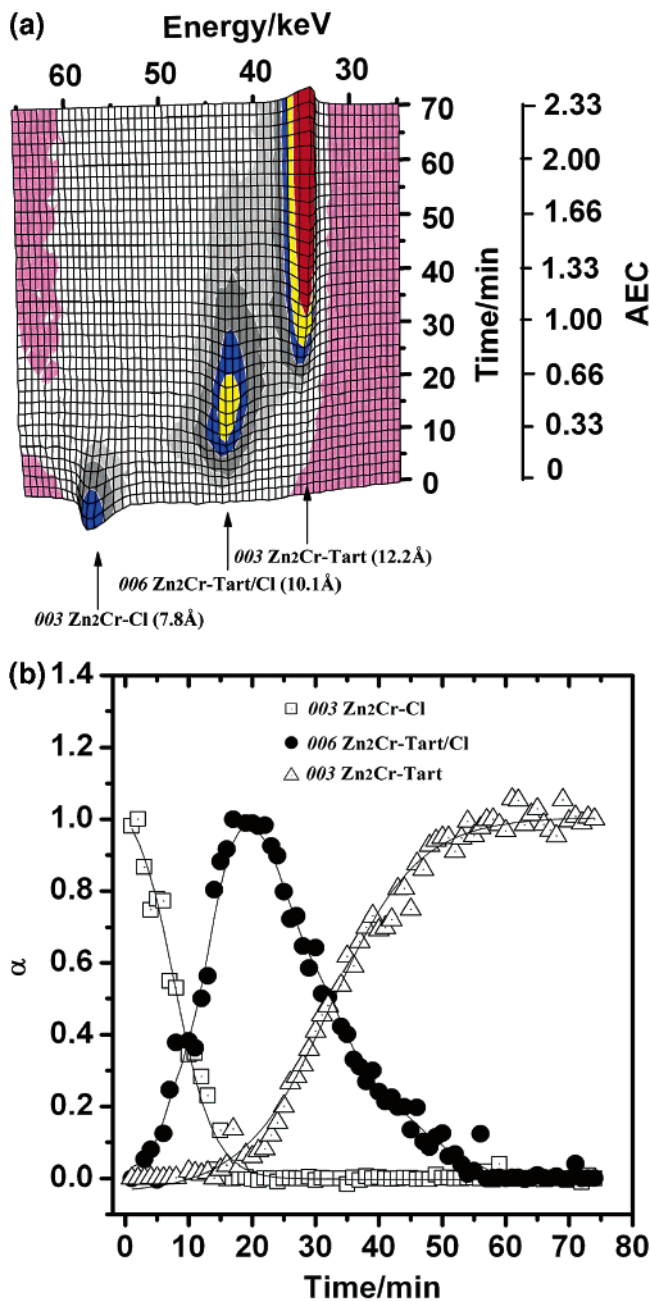 (a)
Energy/keV
60 50 40 30
70 2.33
60 2.00
50 1.66
40 1.33
30 1.00
20 0.66
10 0.33
0 0
Time/min
AEC
003 Zn2Cr-Tart (12.2Å)
006 Zn2Cr-Tart/Cl (10.1Å)
003 Zn2Cr-Cl (7.8Å)
(b)
1.4
1.2
1.0
0.8
0.6
0.4
0.2
0.0
α
003 Zn2Cr-Cl
006 Zn2Cr-Tart/Cl
003 Zn2Cr-Tart
0 10 20 30 40 50 60 70 80
Time/min